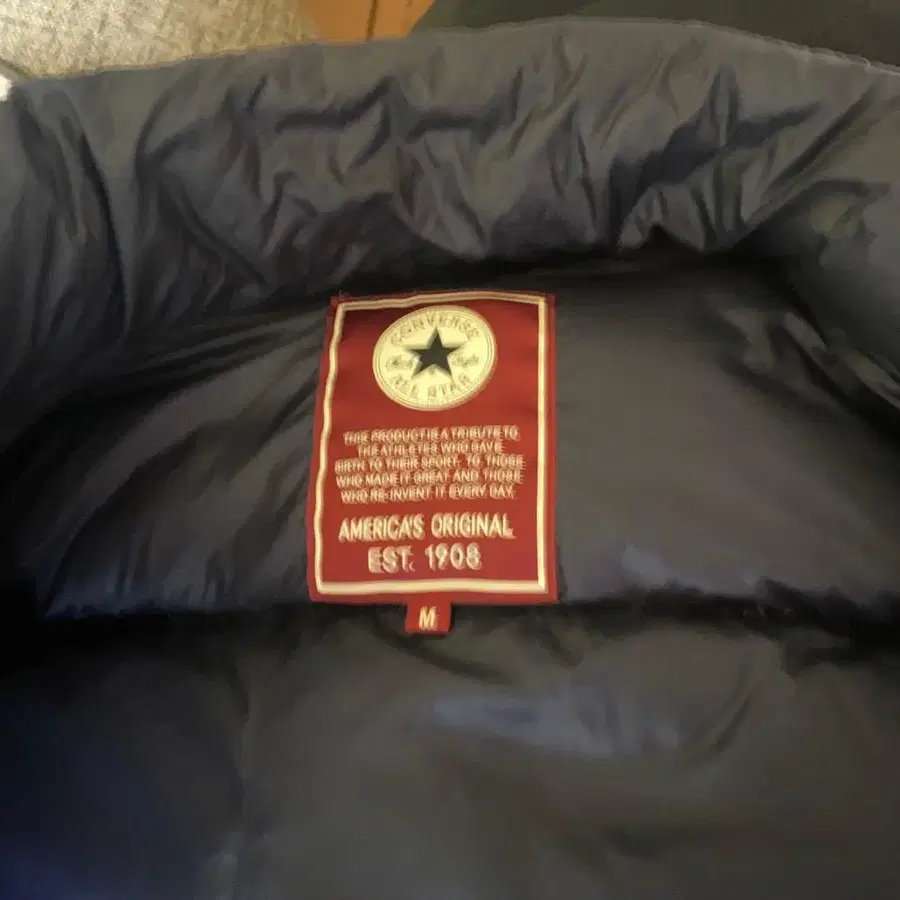 CONVERSE
ALL STAR
THIS PRODUCT IS A TRIBUTE TO
THE ATHLETES WHO GAVE
BIRTH TO THEIR SPORT. TO THOSE
WHO MADE IT GREAT AND THOSE
WHO RE-INVENT IT EVERY DAY.
AMERICA'S ORIGINAL
EST. 1908
M